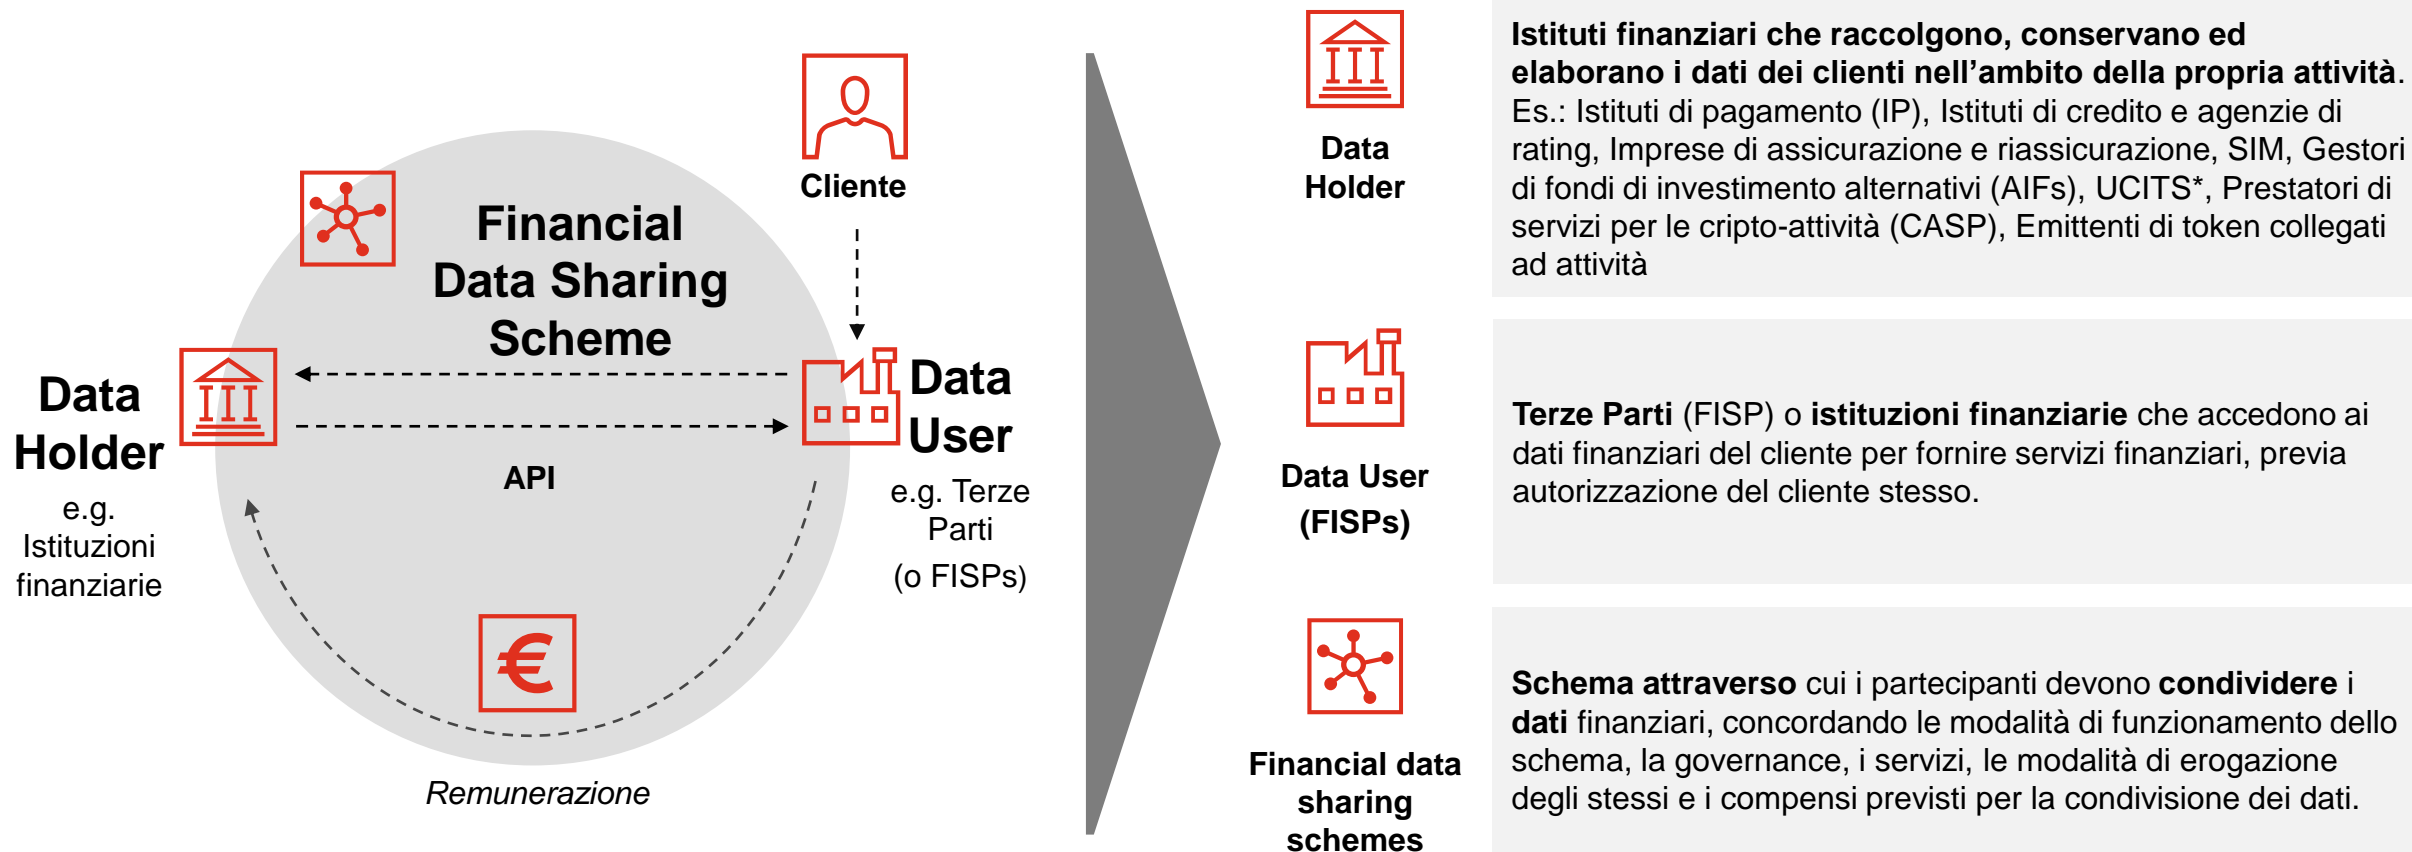 Cliente
Financial
Data Sharing
Scheme
Data
Holder
e.g.
Istituzioni
finanziarie
API
Data
User
e.g. Terze
Parti
(o FISPs)
€
Remunerazione
Data
Holder
Istituti finanziari che raccolgono, conservano ed
elaborano i dati dei clienti nell’ambito della propria attività.
Es.: Istituti di pagamento (IP), Istituti di credito e agenzie di
rating, Imprese di assicurazione e riassicurazione, SIM, Gestori
di fondi di investimento alternativi (AIFs), UCITS*, Prestatori di
servizi per le cripto-attività (CASP), Emittenti di token collegati
ad attività
Data User
(FISPs)
Terze Parti (FISP) o istituzioni finanziarie che accedono ai
dati finanziari del cliente per fornire servizi finanziari, previa
autorizzazione del cliente stesso.
Financial data
sharing
schemes
Schema attraverso cui i partecipanti devono condividere i
dati finanziari, concordando le modalità di funzionamento dello
schema, la governance, i servizi, le modalità di erogazione
degli stessi e i compensi previsti per la condivisione dei dati.